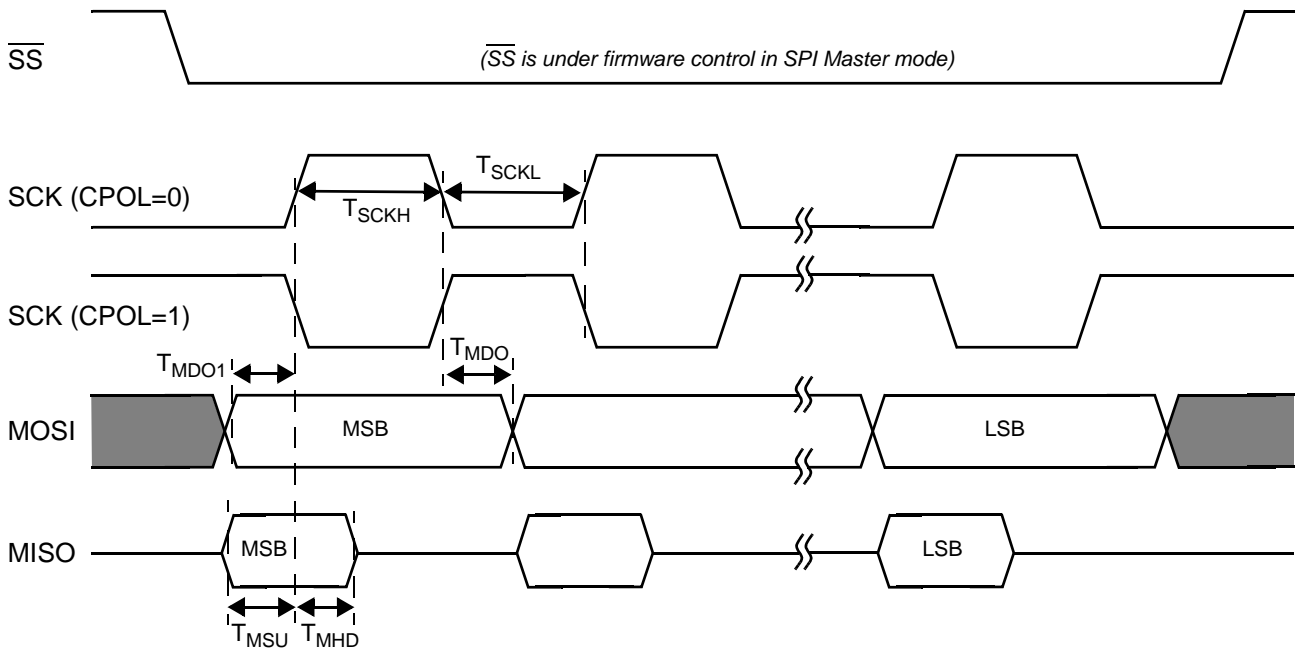 SS
(SS is under firmware control in SPI Master mode)
SCK (CPOL=0)
TSCKH
TSCKL
SCK (CPOL=1)
TMDO1
TMDO
MOSI
MSB
LSB
MISO
MSB
LSB
TMSU
TMHD